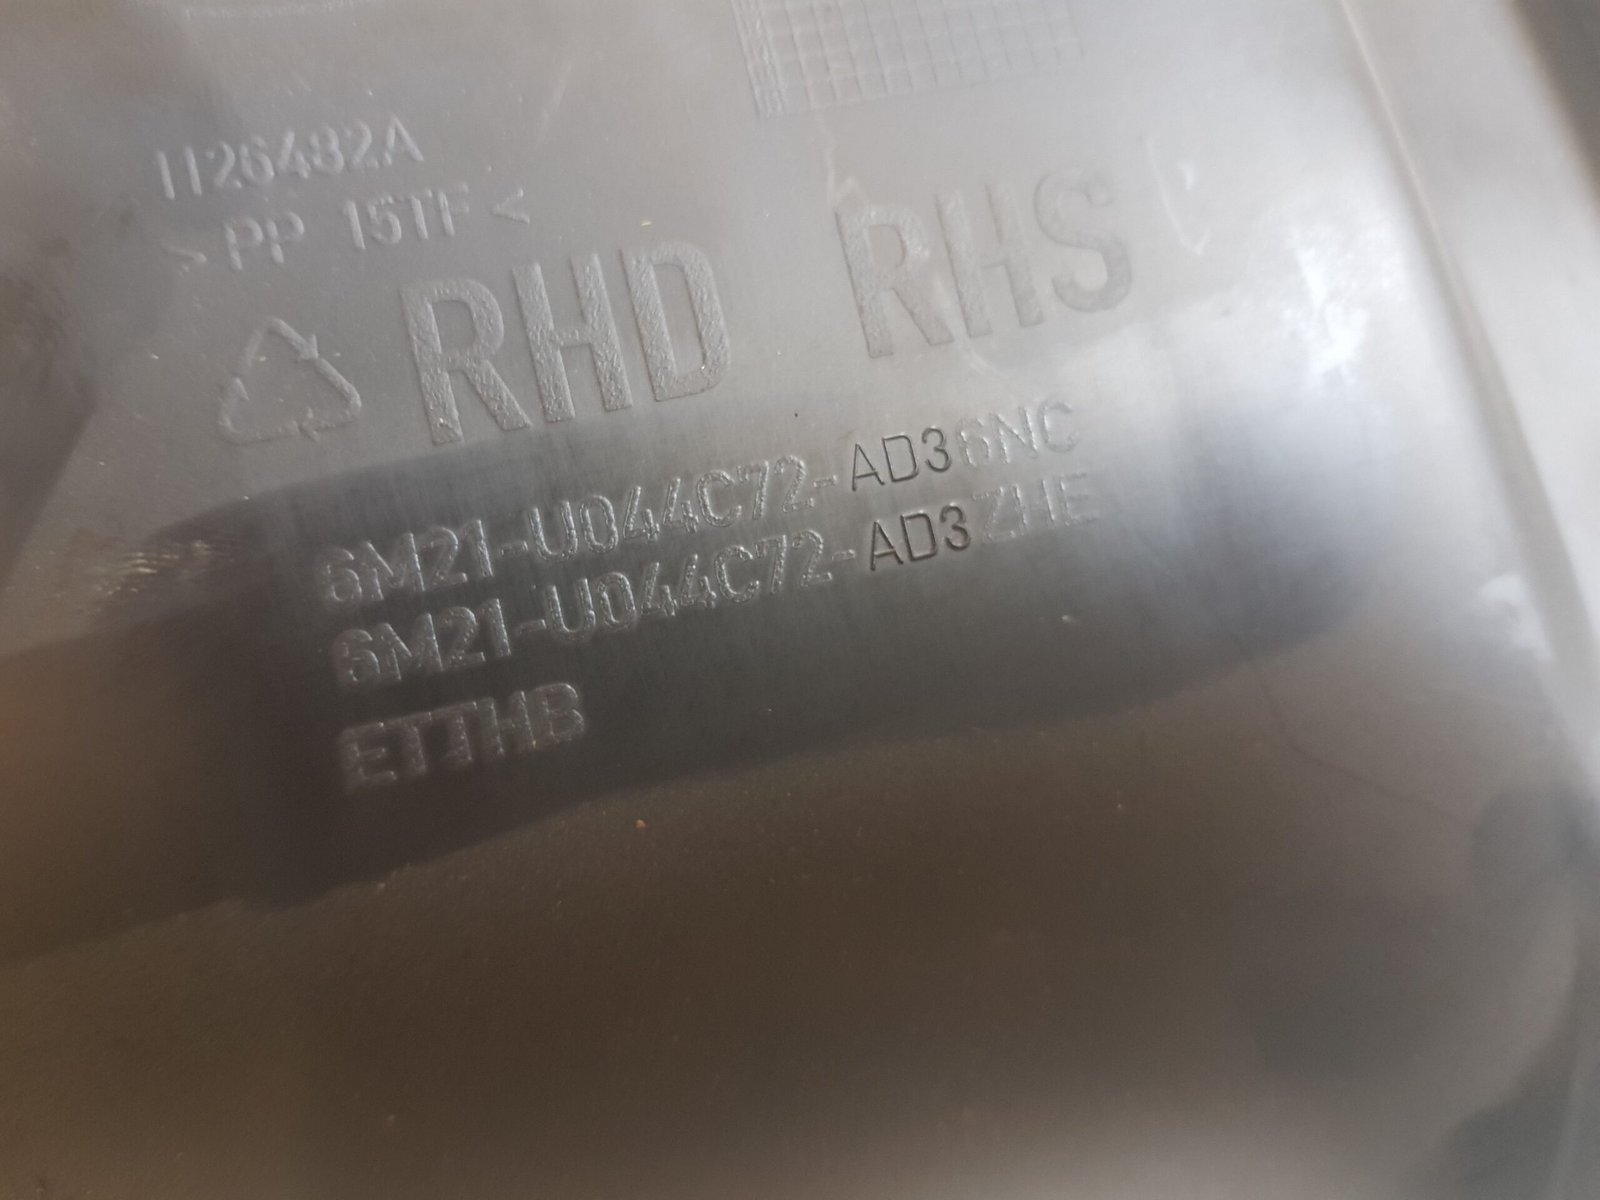 1126482A
>PP 15TF<
RHD RHS
6M21-U044C72-AD36NC
6M21-U044C72-AD3ZHE
ETTHB